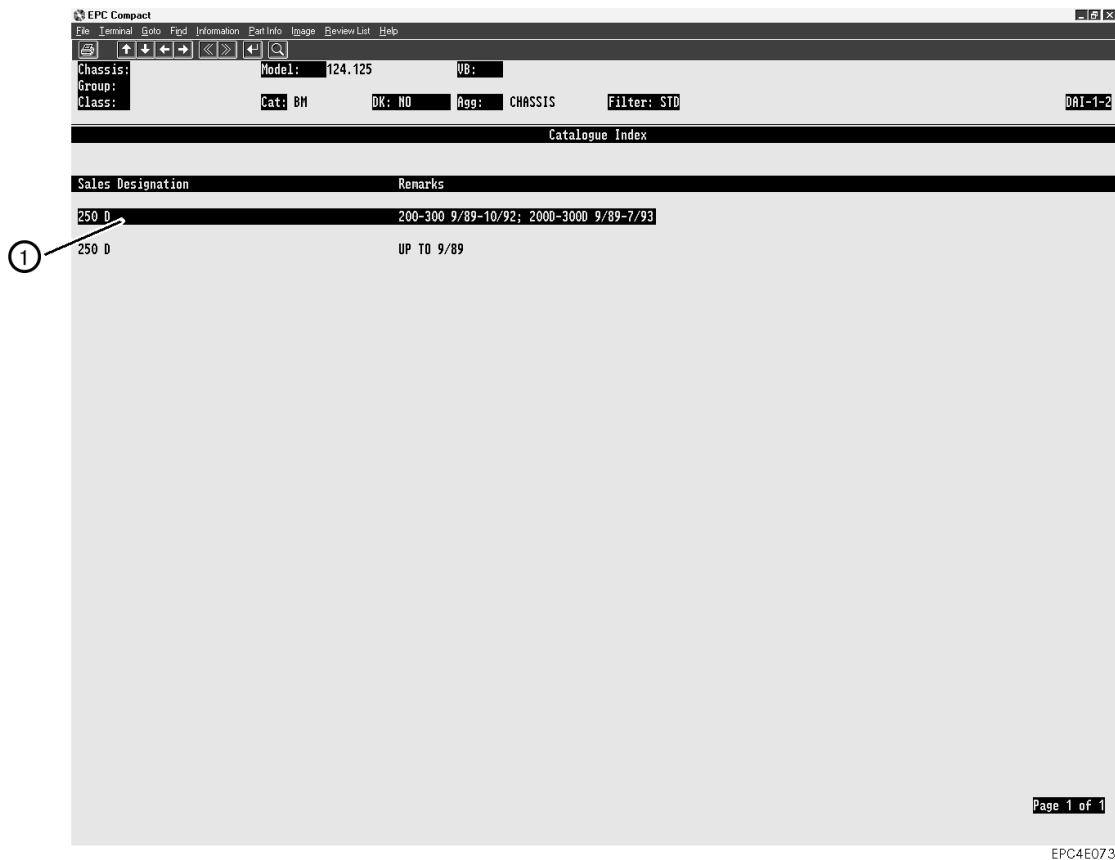 EPC Compact
File Terminal Goto Find Information Part Info Image Review List Help
Chassis: Model: 124.125 VB:
Group:
Class: Cat: BM DK: NO Agg: CHASSIS Filter: STD DAI-1-2
Catalogue Index
Sales Designation Remarks
250 D 200-300 9/89-10/92; 200D-300D 9/89-7/93
1
250 D UP TO 9/89
Page 1 of 1
EPC4E073